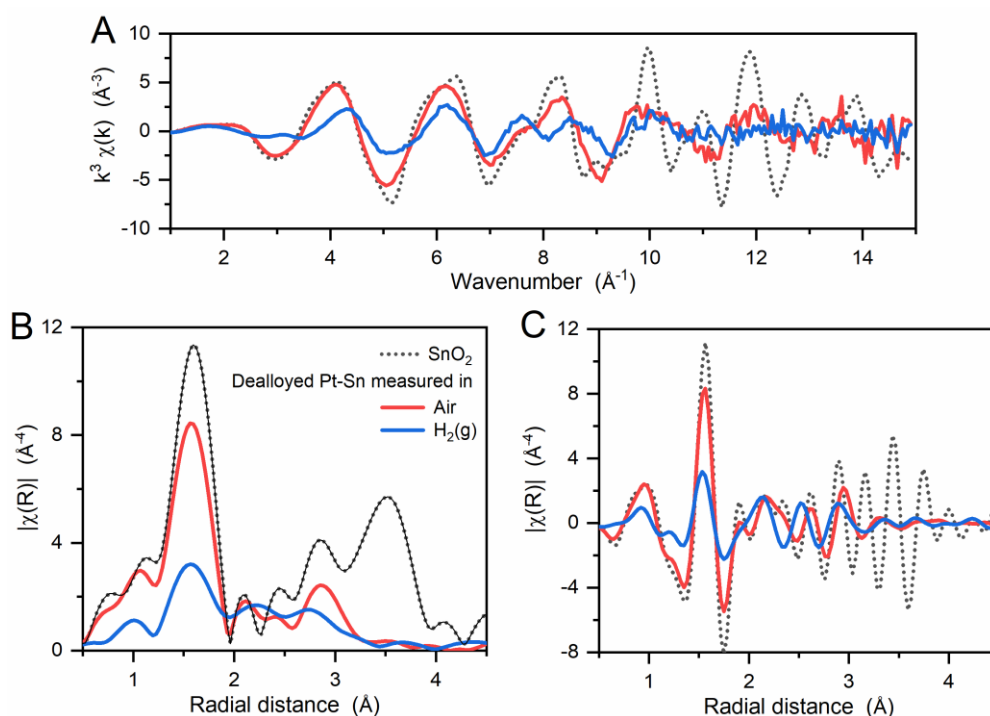 A
10
5
0
-5
-10
k³ χ(k) (Å⁻³)
2 4 6 8 10 12 14
Wavenumber (Å⁻¹)
B
12
8
4
0
|χ(R)| (Å⁻⁴)
SnO₂
Dealloyed Pt-Sn measured in
Air
H₂(g)
1 2 3 4
Radial distance (Å)
C
12
8
4
0
-4
-8
|χ(R)| (Å⁻⁴)
1 2 3 4
Radial distance (Å)